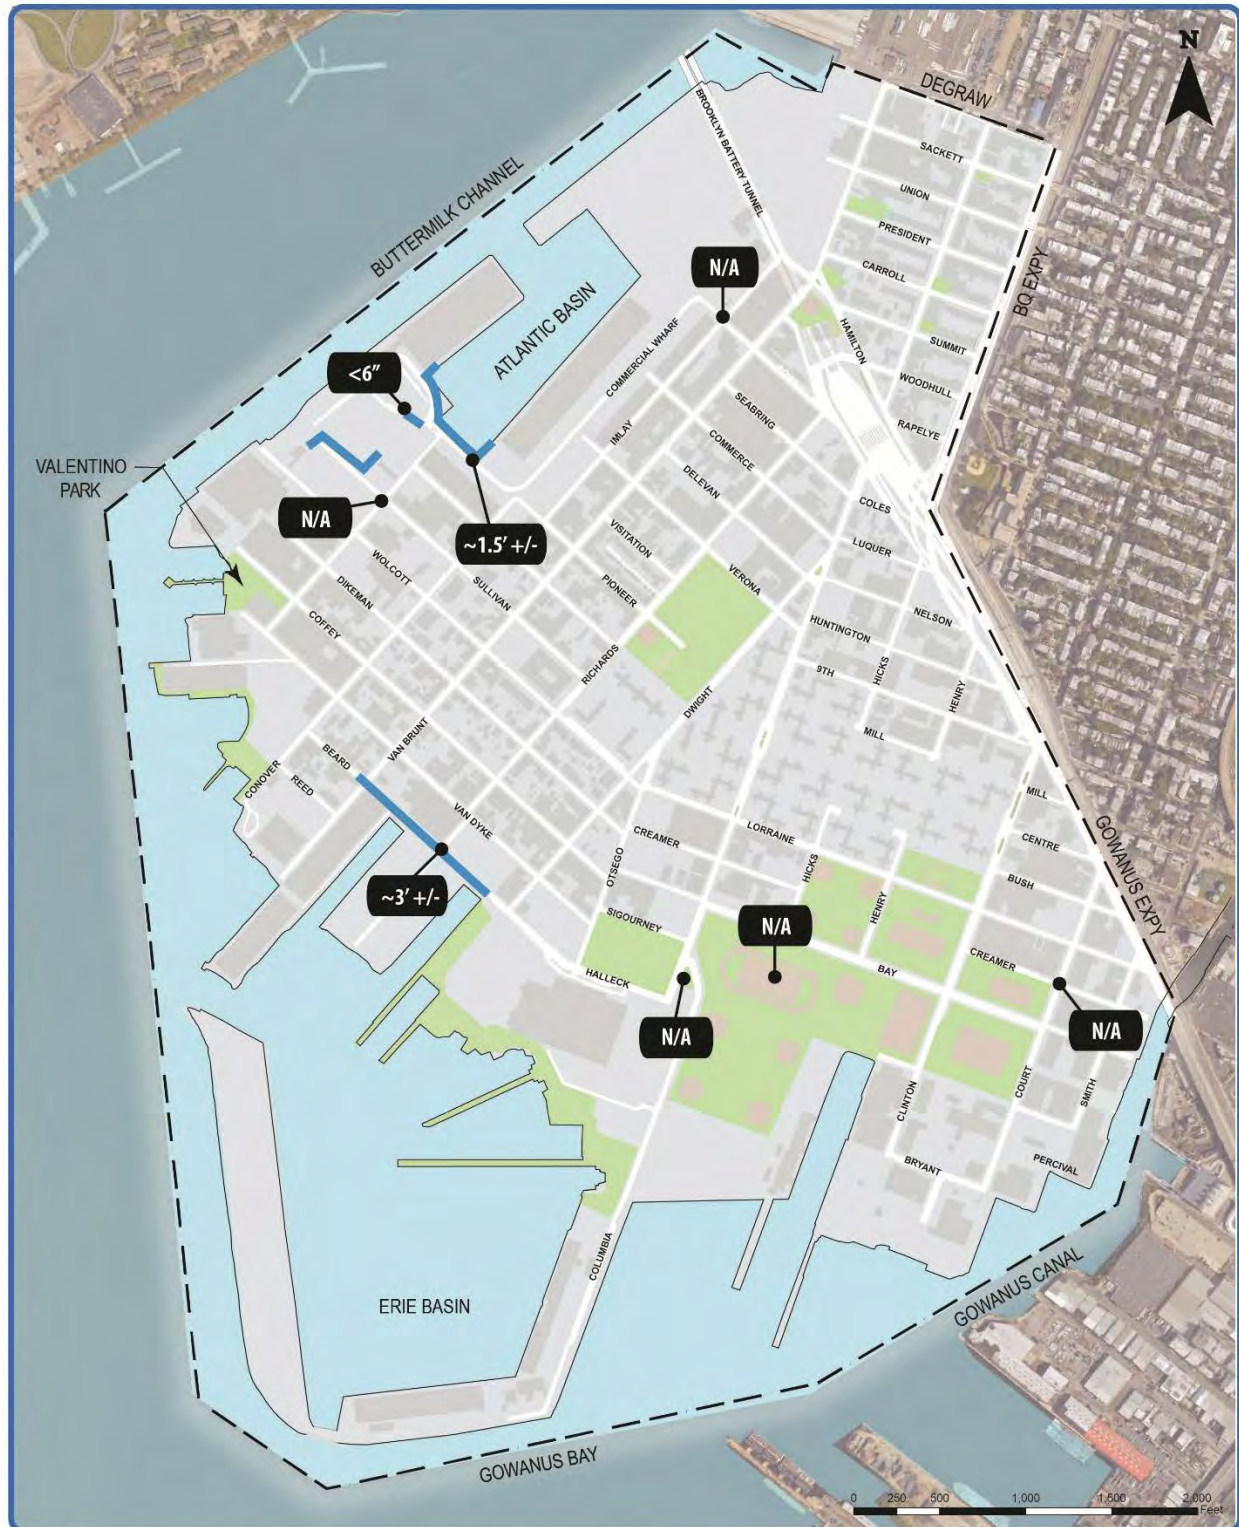 N
DEGRAW
BROOKLYN BATTERY TUNNEL
SACKETT
UNION
PRESIDENT
CARROLL
BUTTERMILK CHANNEL
BQ EXPY
N/A
ATLANTIC BASIN
COMMERCIAL WHARF
HAMILTON
SUMMIT
WOODHULL
RAPELYE
<6"
SEABRING
IMLAY
COMMERCE
DELEVAN
VALENTINO
PARK
N/A
~1.5' +/-
COLES
LUQUER
VISITATION
VERONA
WOLCOTT
SULLIVAN
PIONEER
DIKEMAN
COFFEY
NELSON
HUNTINGTON
HICKS
9TH
RICHARDS
DWIGHT
HENRY
MILL
VAN BRUNT
BEARD
REED
CONOVER
VAN DYKE
CREAMER
LORRAINE
MILL
CENTRE
BUSH
GOWANUS EXPY
OTSEGO
HICKS
HENRY
~3' +/-
SIGOURNEY
N/A
BAY
CREAMER
HALLECK
N/A
N/A
CLINTON
COURT
SMITH
BRYANT
PERCIVAL
COLUMBIA
ERIE BASIN
GOWANUS CANAL
GOWANUS BAY
0 250 500 1,000 1,500 2,000
Feet